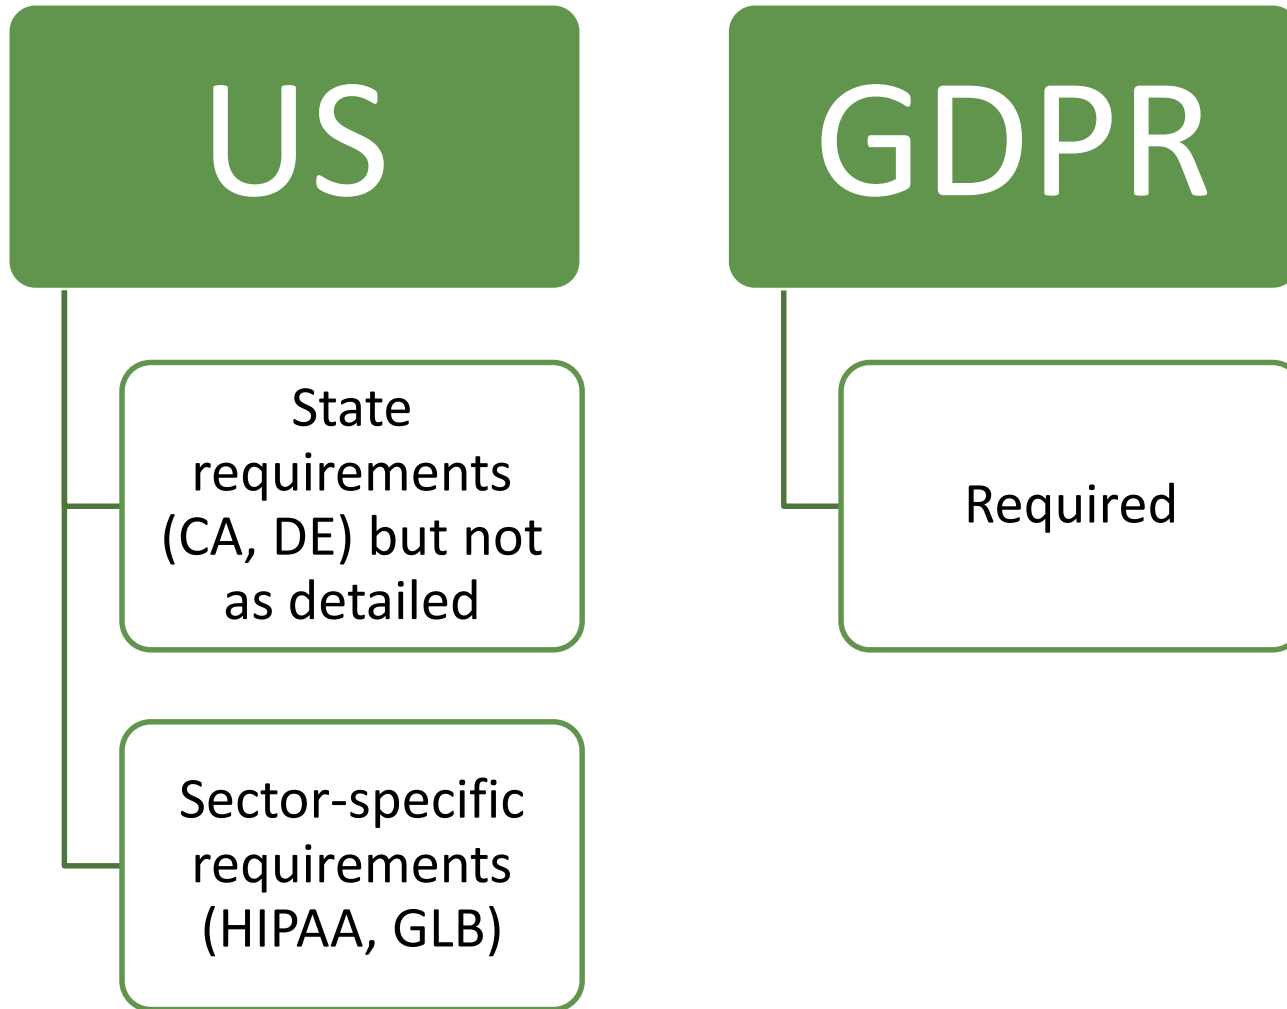 US
State
requirements
(CA, DE) but not
as detailed
Sector-specific
requirements
(HIPAA, GLB)
GDPR
Required